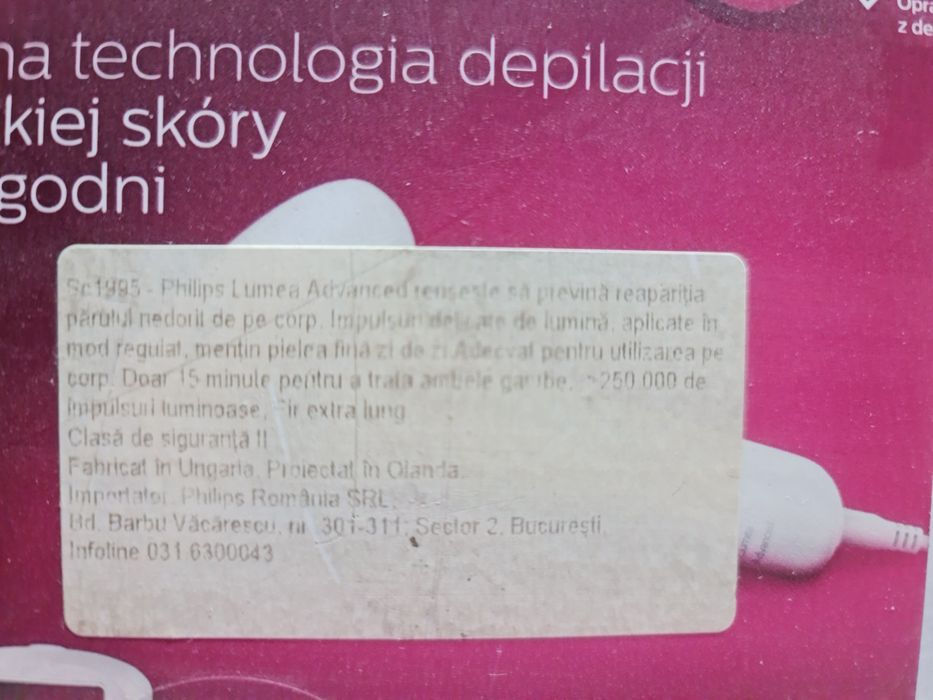 na technologia depilacji
kiej skóry
godni
Sc1995 - Philips Lumea Advanced reușește să prevină reapariția
părului nedorit de pe corp. Impulsuri delicate de lumină, aplicate în
mod regulat, mențin pielea fină zi de zi Adecvat pentru utilizarea pe
corp. Doar 15 minute pentru a trata ambele gambe. >250 000 de
impulsuri luminoase, Fir extra lung
Clasă de siguranță II
Fabricat în Ungaria, Proiectat în Olanda.
Importator. Philips România SRL,
Bd. Barbu Văcărescu, nr. 301-311, Sector 2, București,
Infoline 031 6300043
z de